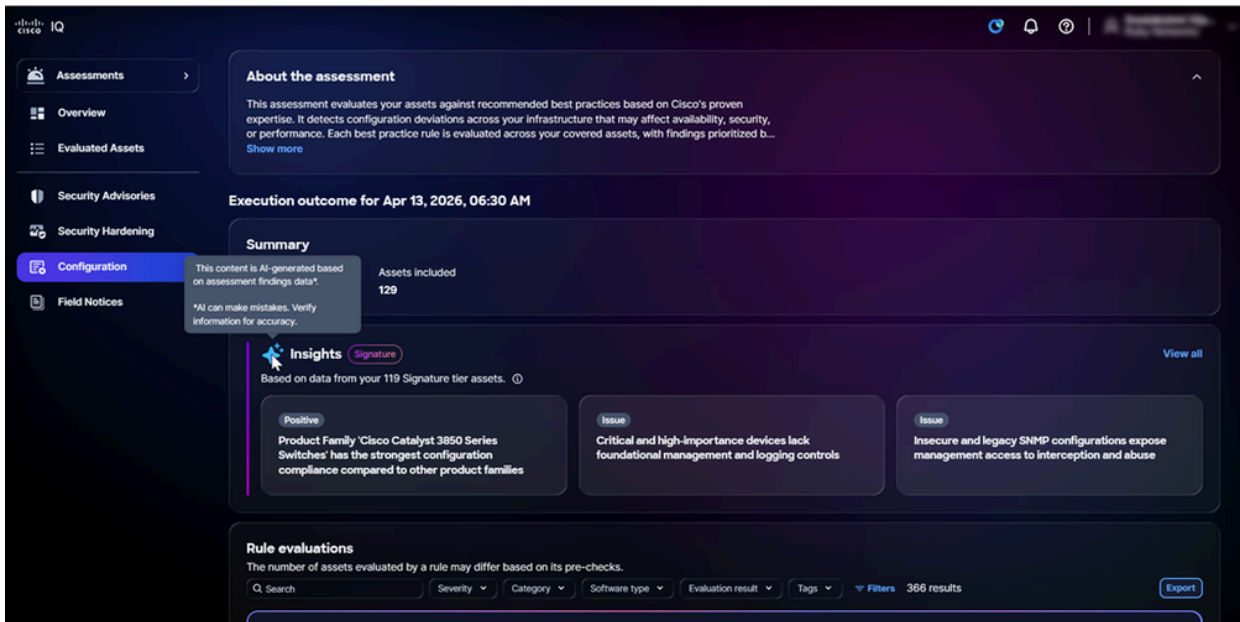 cisco IQ
Assessments
Overview
Evaluated Assets
Security Advisories
Security Hardening
Configuration
Field Notices
About the assessment
This assessment evaluates your assets against recommended best practices based on Cisco's proven
expertise. It detects configuration deviations across your infrastructure that may affect availability, security,
or performance. Each best practice rule is evaluated across your covered assets, with findings prioritized b...
Show more
Execution outcome for Apr 13, 2026, 06:30 AM
Summary
This content is AI-generated based
on assessment findings data*.
*AI can make mistakes. Verify
information for accuracy.
Assets included
129
Insights Signature
View all
Based on data from your 119 Signature tier assets.
Positive
Product Family 'Cisco Catalyst 3850 Series
Switches' has the strongest configuration
compliance compared to other product families
Issue
Critical and high-importance devices lack
foundational management and logging controls
Issue
Insecure and legacy SNMP configurations expose
management access to interception and abuse
Rule evaluations
The number of assets evaluated by a rule may differ based on its pre-checks.
Search Severity Category Software type Evaluation result Tags Filters 366 results Export